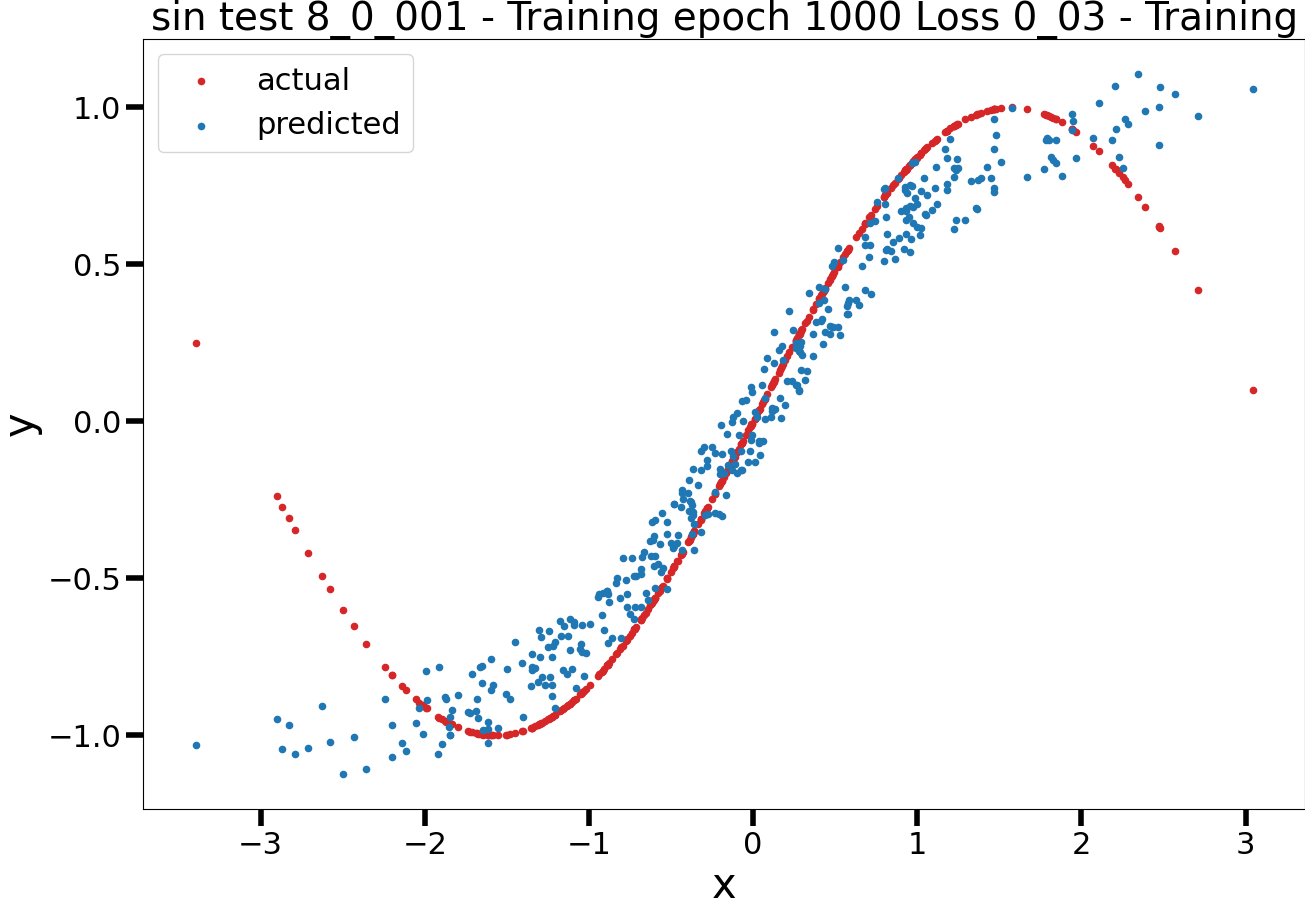 sin test 8_0_001 - Training epoch 1000 Loss 0_03 - Training
actual
predicted
1.0
0.5
0.0
−0.5
−1.0
y
−3 −2 −1 0 1 2 3
x